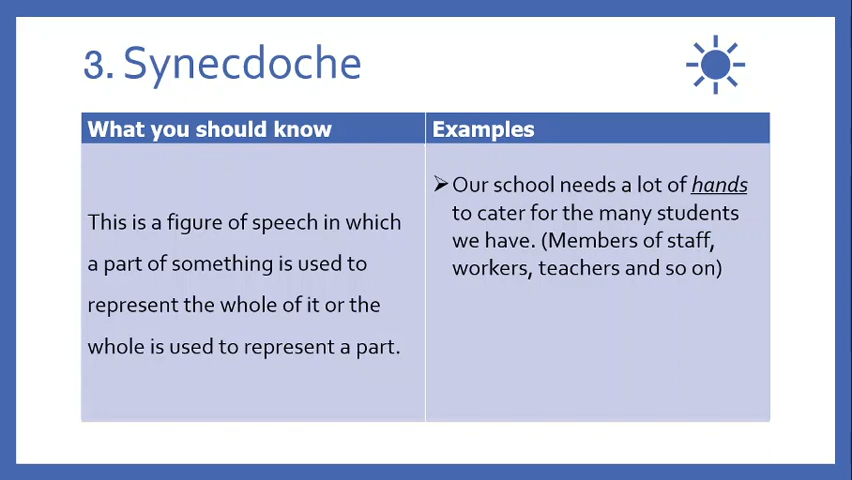 3. Synecdoche
What you should know
Examples
This is a figure of speech in which
a part of something is used to
represent the whole of it or the
whole is used to represent a part.
➢Our school needs a lot of hands
to cater for the many students
we have. (Members of staff,
workers, teachers and so on)